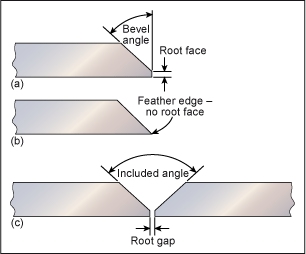 Bevel
angle
Root face
(a)
Feather edge –
no root face
(b)
Included angle
(c)
Root gap